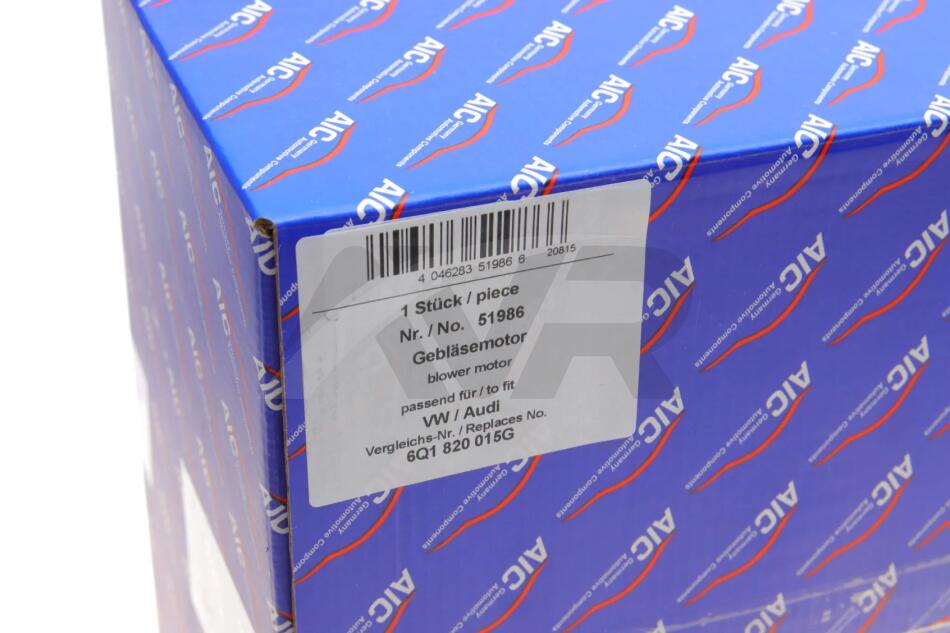 4 046283 51986 6
20815
1 Stück / piece
Nr. / No. 51986
Gebläsemotor
blower motor
passend für / to fit
VW / Audi
Vergleichs-Nr. / Replaces No.
6Q1 820 015G
AIC
Germany
Automotive Components